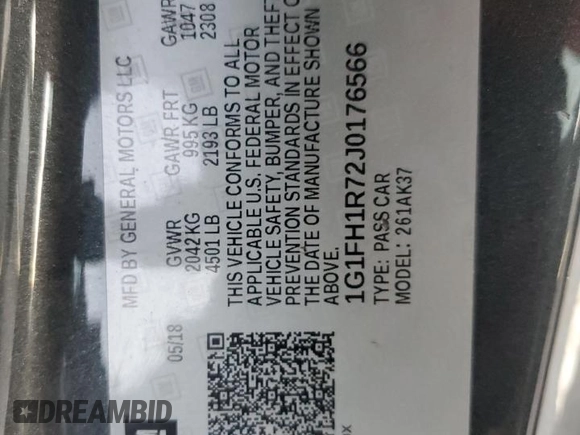 MFD BY GENERAL MOTORS LLC
05/18
GVWR
2042 KG
4501 LB
GAWR FRT
995 KG
2193 LB
GAWR
1047
2308
THIS VEHICLE CONFORMS TO ALL
APPLICABLE U.S. FEDERAL MOTOR
VEHICLE SAFETY, BUMPER, AND THEFT
PREVENTION STANDARDS IN EFFECT
THE DATE OF MANUFACTURE SHOWN
ABOVE.
1G1FH1R72J0176566
TYPE: PASS CAR
MODEL: 261AK37
DREAMBID